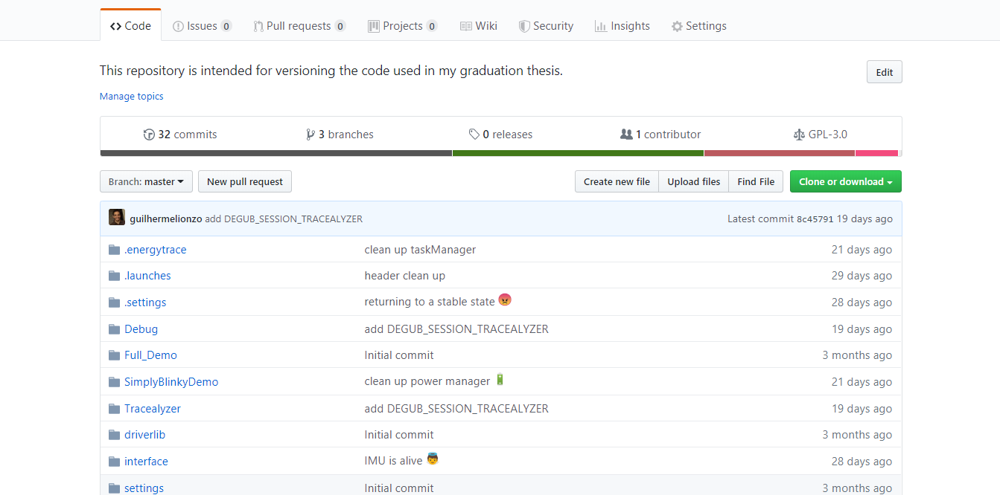 Code Issues 0 Pull requests 0 Projects 0 Wiki Security Insights Settings
This repository is intended for versioning the code used in my graduation thesis. Edit
Manage topics
32 commits 3 branches 0 releases 1 contributor GPL-3.0
Branch: master New pull request Create new file Upload files Find File Clone or download
guilhermelionzo add DEGUB_SESSION_TRACEALYZER Latest commit 8c45791 19 days ago
.energytrace clean up taskManager 21 days ago
.launches header clean up 29 days ago
.settings returning to a stable state 😡 28 days ago
Debug add DEGUB_SESSION_TRACEALYZER 19 days ago
Full_Demo Initial commit 3 months ago
SimplyBlinkyDemo clean up power manager 🔋 21 days ago
Tracealyzer add DEGUB_SESSION_TRACEALYZER 19 days ago
driverlib Initial commit 3 months ago
interface IMU is alive 👼 28 days ago
settings Initial commit 3 months ago